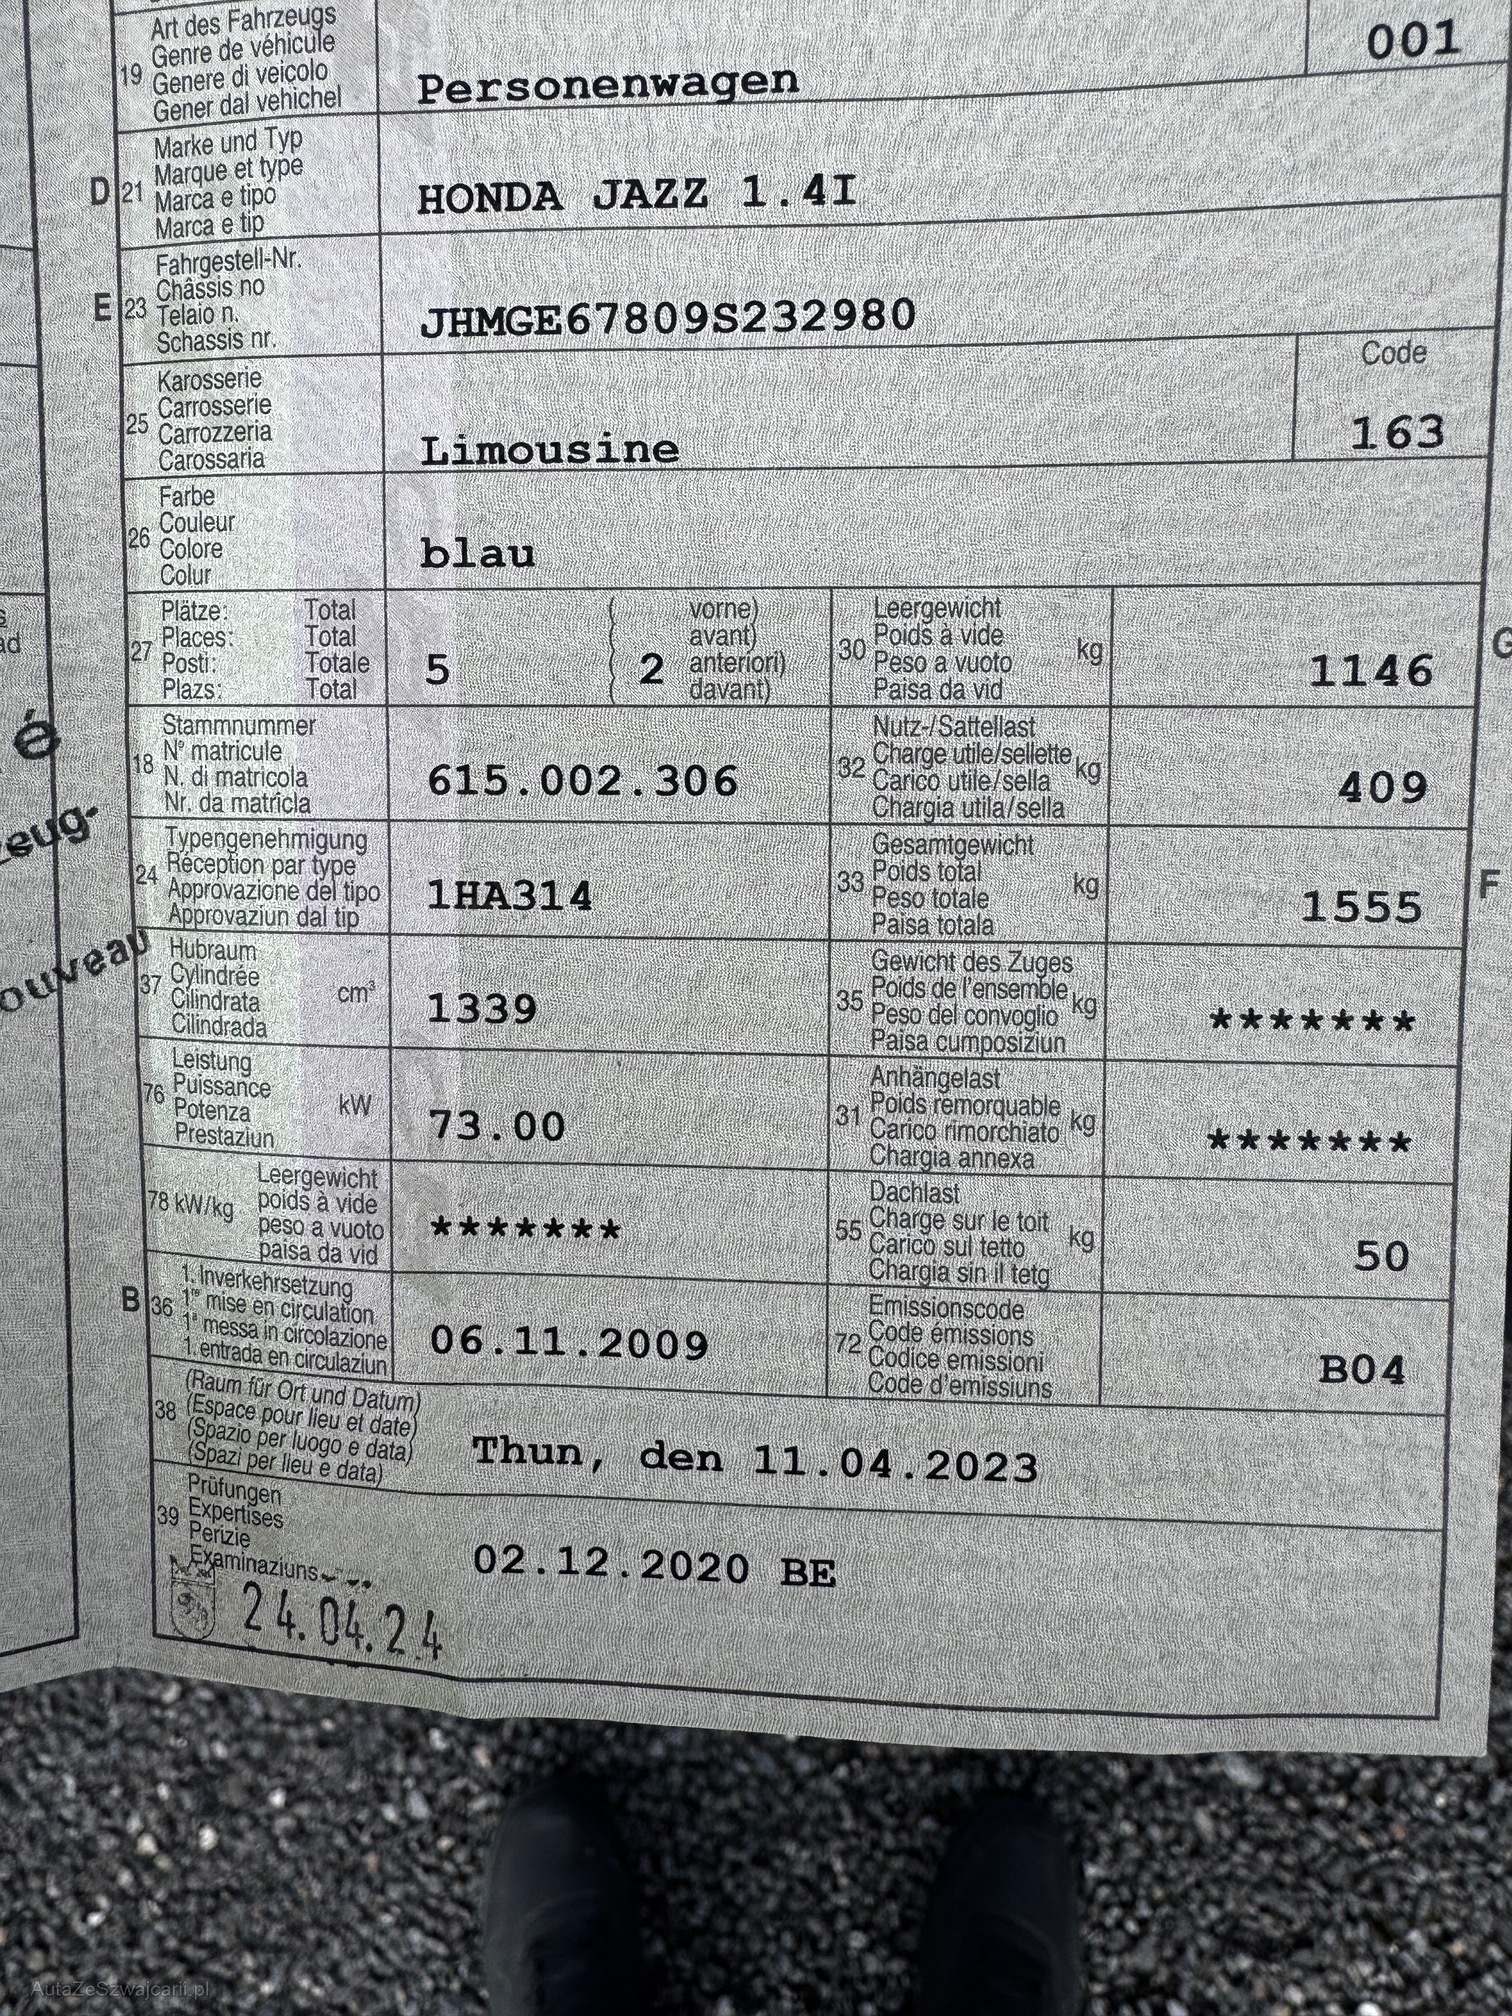 Art des Fahrzeugs
Genre de véhicule
19 Genere di veicolo
Gener dal vehichel
Personenwagen
001
Marke und Typ
Marque et type
D 21 Marca e tipo
Marca e tip
HONDA JAZZ 1.4I
Fahrgestell-Nr.
Châssis no
E 23 Telaio n.
Schassis nr.
JHMGE67809S232980
Karosserie
Carrosserie
25 Carrozzeria
Carossaria
Limousine
Code
163
Farbe
Couleur
26 Colore
Colur
blau
Plätze: Total
Places: Total
27 Posti: Totale
Plazs: Total
5
2
vorne)
avant)
anteriori)
davant)
Leergewicht
30 Poids à vide kg
Peso a vuoto
Paisa da vid
1146
G
Stammnummer
N° matricule
18 N. di matricola
Nr. da matricla
615.002.306
Nutz-/Sattellast
Charge utile/sellette
32 Carico utile/sella kg
Chargia utila/sella
409
Typengenehmigung
24 Réception par type
Approvazione del tipo
Approvaziun dal tip
1HA314
Gesamtgewicht
Poids total
33 Peso totale kg
Paisa totala
1555
F
Hubraum
37 Cylindrée
Cilindrata cm³
Cilindrada
1339
Gewicht des Zuges
35 Poids de l'ensemble
Peso del convoglio kg
Paisa cumposiziun
*******
Leistung
76 Puissance
Potenza kW
Prestaziun
73.00
Anhängelast
31 Poids remorquable
Carico rimorchiato kg
Chargia annexa
*******
Leergewicht
78 kW/kg poids à vide
peso a vuoto
paisa da vid
*******
Dachlast
55 Charge sur le toit
Carico sul tetto kg
Chargia sin il tetg
50
1. Inverkehrsetzung
B 36 1re mise en circulation
1a messa in circolazione
1. entrada en circulaziun
06.11.2009
Emissionscode
72 Code émissions
Codice emissioni
Code d'emissiuns
B04
(Raum für Ort und Datum)
38 (Espace pour lieu et date)
(Spazio per luogo e data)
(Spazi per lieu e data)
Thun, den 11.04.2023
Prüfungen
39 Expertises
Perizie
Examinaziuns
02.12.2020 BE
24.04.24
é
eug-
ouveau
AutaZeSzwajcarii.pl